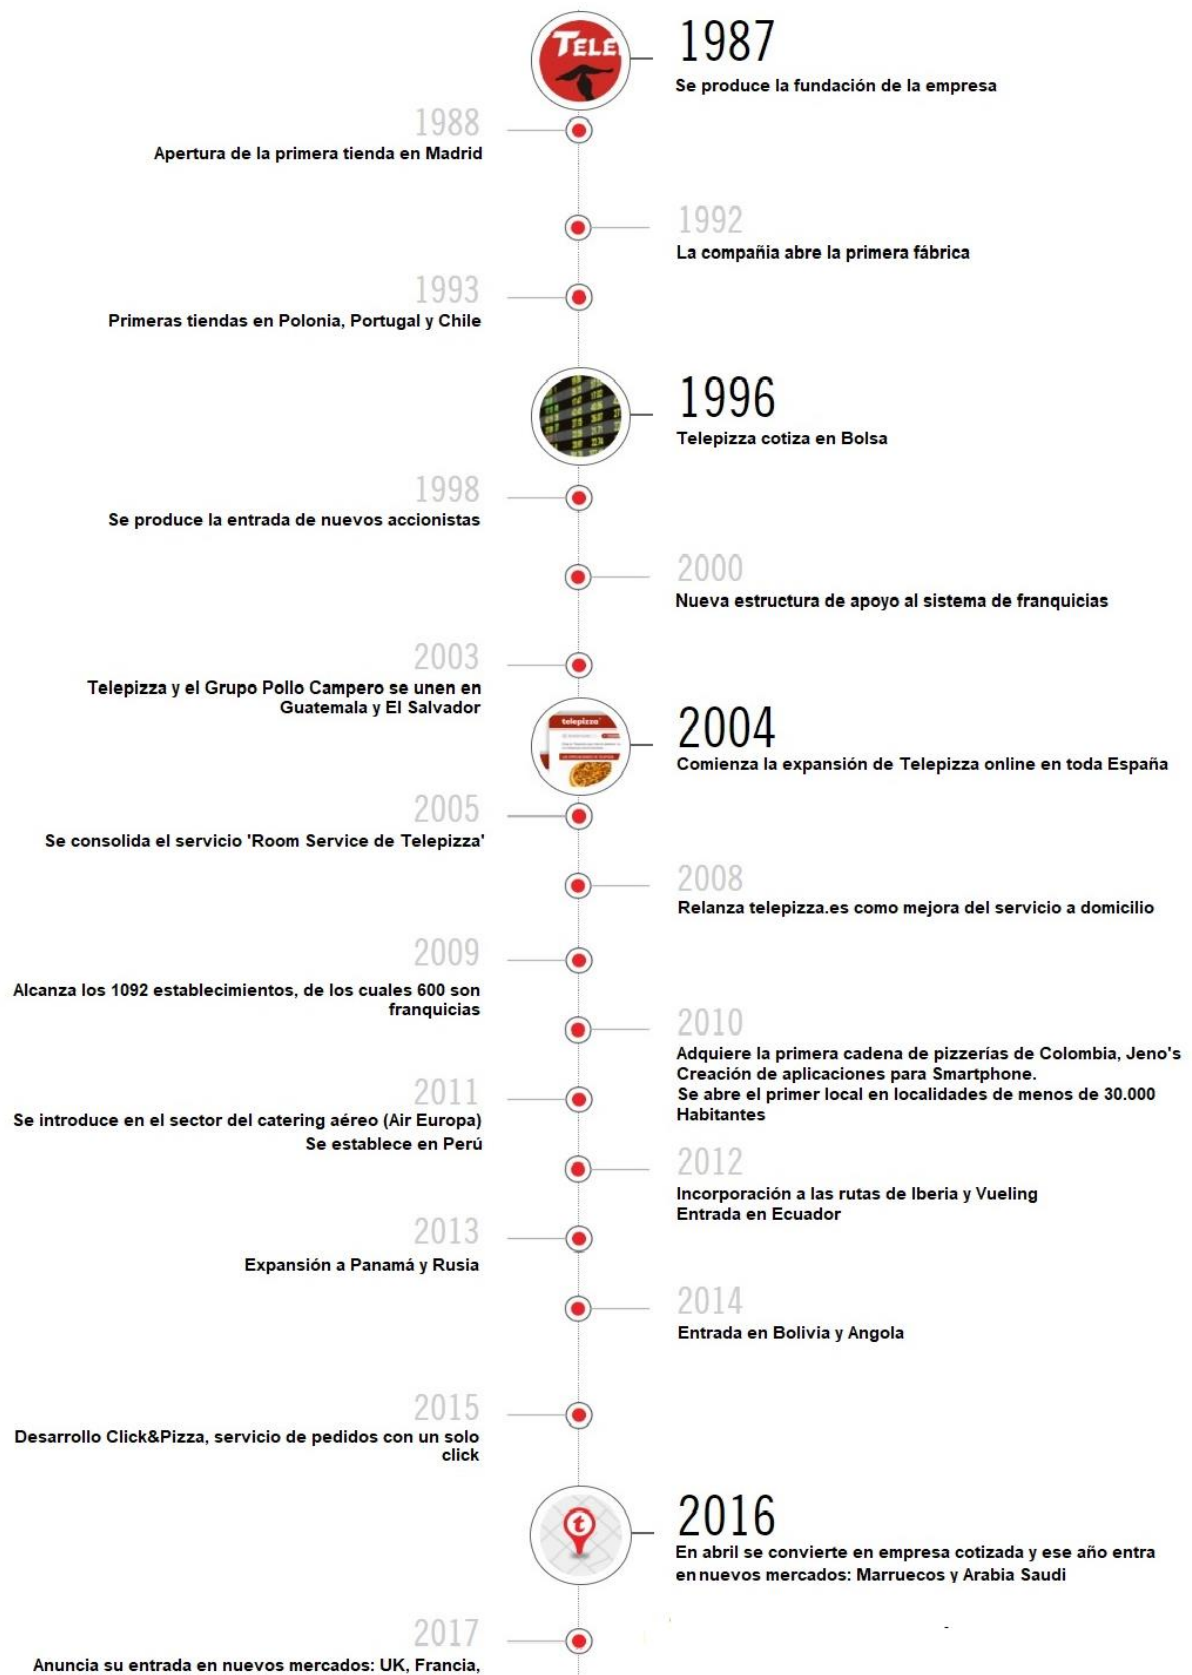 TELE
1987
Se produce la fundación de la empresa
1988
Apertura de la primera tienda en Madrid
1992
La compañia abre la primera fábrica
1993
Primeras tiendas en Polonia, Portugal y Chile
1996
Telepizza cotiza en Bolsa
1998
Se produce la entrada de nuevos accionistas
2000
Nueva estructura de apoyo al sistema de franquicias
2003
Telepizza y el Grupo Pollo Campero se unen en
Guatemala y El Salvador
telepizza
2004
Comienza la expansión de Telepizza online en toda España
2005
Se consolida el servicio 'Room Service de Telepizza'
2008
Relanza telepizza.es como mejora del servicio a domicilio
2009
Alcanza los 1092 establecimientos, de los cuales 600 son
franquicias
2010
Adquiere la primera cadena de pizzerías de Colombia, Jeno's
Creación de aplicaciones para Smartphone.
Se abre el primer local en localidades de menos de 30.000
Habitantes
2011
Se introduce en el sector del catering aéreo (Air Europa)
Se establece en Perú
2012
Incorporación a las rutas de Iberia y Vueling
Entrada en Ecuador
2013
Expansión a Panamá y Rusia
2014
Entrada en Bolivia y Angola
2015
Desarrollo Click&Pizza, servicio de pedidos con un solo
click
t
2016
En abril se convierte en empresa cotizada y ese año entra
en nuevos mercados: Marruecos y Arabia Saudi
2017
Anuncia su entrada en nuevos mercados: UK, Francia,